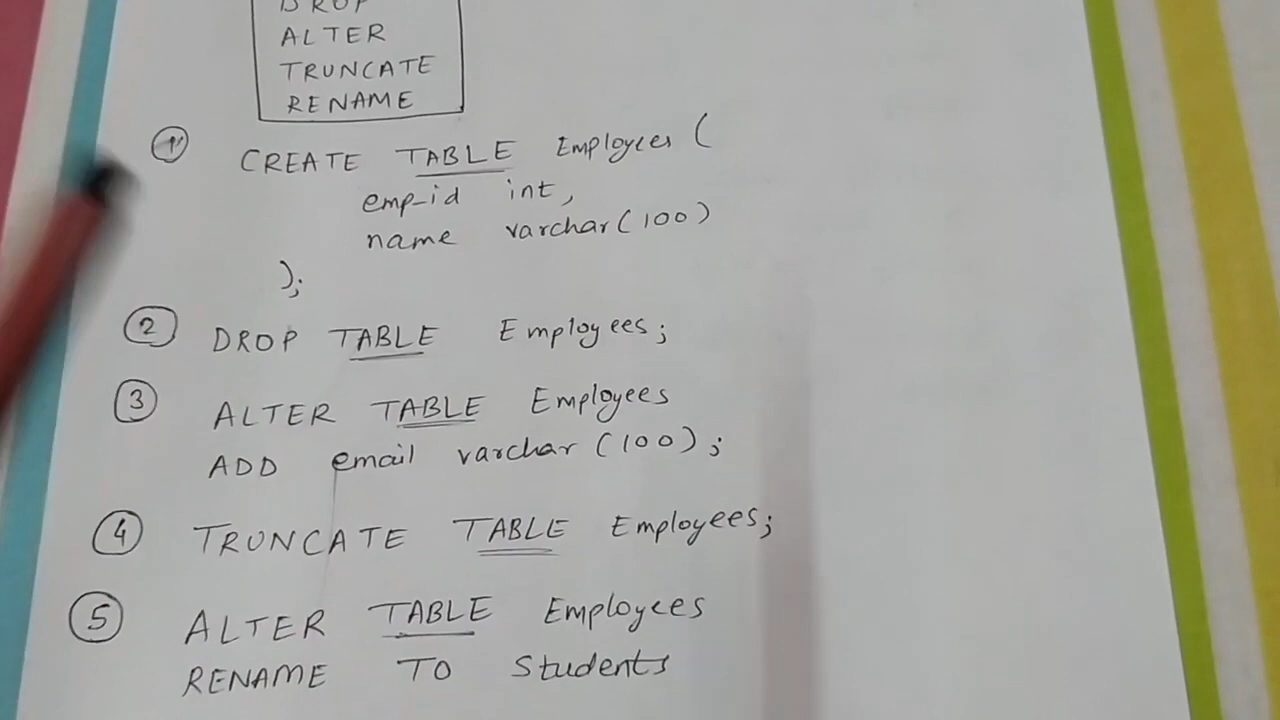 DROP
ALTER
TRUNCATE
RENAME
1 CREATE TABLE Employees (
emp-id int,
name varchar(100)
);
2 DROP TABLE Employees;
3 ALTER TABLE Employees
ADD email varchar (100);
4 TRUNCATE TABLE Employees;
5 ALTER TABLE Employees
RENAME TO Students